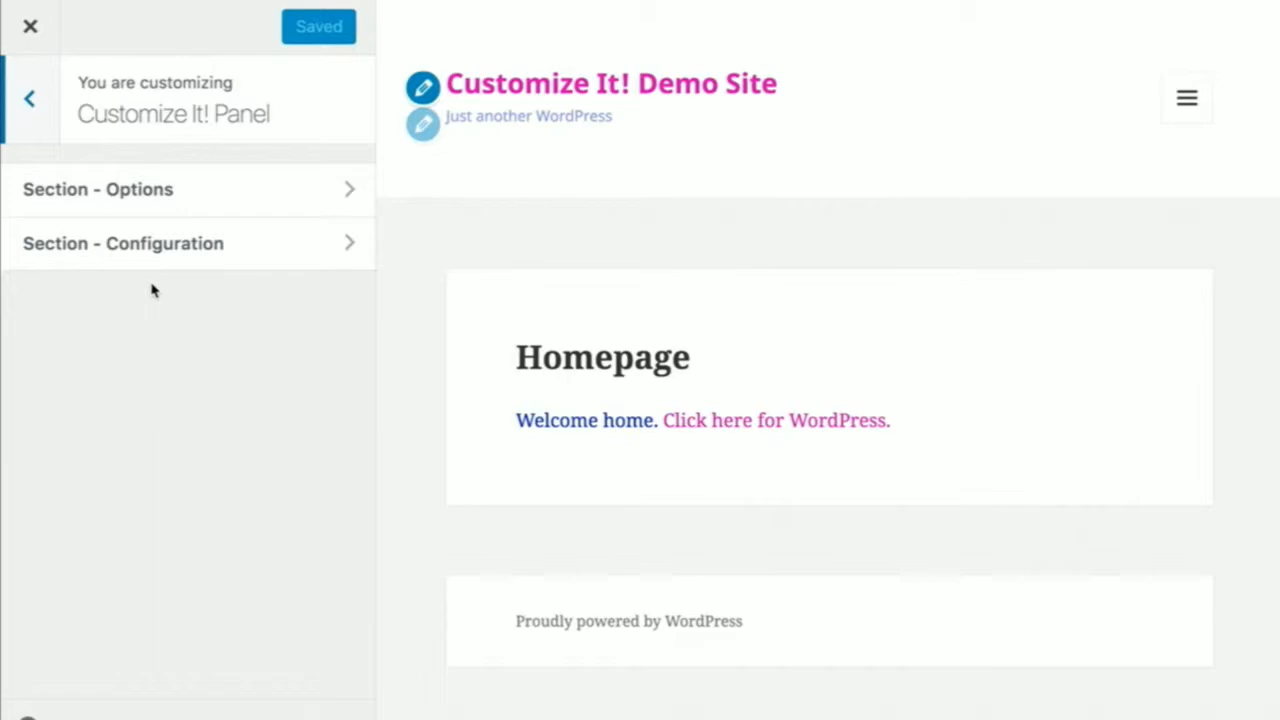 Saved
You are customizing
Customize It! Panel
Section - Options
Section - Configuration
Customize It! Demo Site
Just another WordPress
Homepage
Welcome home. Click here for WordPress.
Proudly powered by WordPress